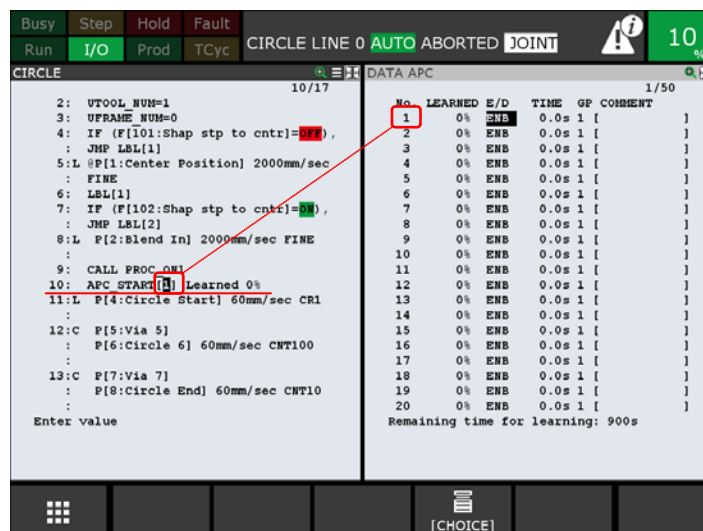 Busy Step Hold Fault
Run I/O Prod TCyc
CIRCLE LINE 0 AUTO ABORTED JOINT
10
%
CIRCLE
10/17
2: UTOOL_NUM=1
3: UFRAME_NUM=0
4: IF (F[101:Shap stp to cntr]=OFF),
: JMP LBL[1]
5:L @P[1:Center Position] 2000mm/sec
: FINE
6: LBL[1]
7: IF (F[102:Shap stp to cntr]=ON),
: JMP LBL[2]
8:L P[2:Blend In] 2000mm/sec FINE
:
9: CALL PROC_ON1
10: APC_START[1] Learned 0%
11:L P[4:Circle Start] 60mm/sec CR1
:
12:C P[5:Via 5]
: P[6:Circle 6] 60mm/sec CNT100
:
13:C P[7:Via 7]
: P[8:Circle End] 60mm/sec CNT10
:
Enter value
DATA APC
1/50
No. LEARNED E/D TIME GP COMMENT
1 0% ENB 0.0s 1 [ ]
2 0% ENB 0.0s 1 [ ]
3 0% ENB 0.0s 1 [ ]
4 0% ENB 0.0s 1 [ ]
5 0% ENB 0.0s 1 [ ]
6 0% ENB 0.0s 1 [ ]
7 0% ENB 0.0s 1 [ ]
8 0% ENB 0.0s 1 [ ]
9 0% ENB 0.0s 1 [ ]
10 0% ENB 0.0s 1 [ ]
11 0% ENB 0.0s 1 [ ]
12 0% ENB 0.0s 1 [ ]
13 0% ENB 0.0s 1 [ ]
14 0% ENB 0.0s 1 [ ]
15 0% ENB 0.0s 1 [ ]
16 0% ENB 0.0s 1 [ ]
17 0% ENB 0.0s 1 [ ]
18 0% ENB 0.0s 1 [ ]
19 0% ENB 0.0s 1 [ ]
20 0% ENB 0.0s 1 [ ]
Remaining time for learning: 900s
[CHOICE]